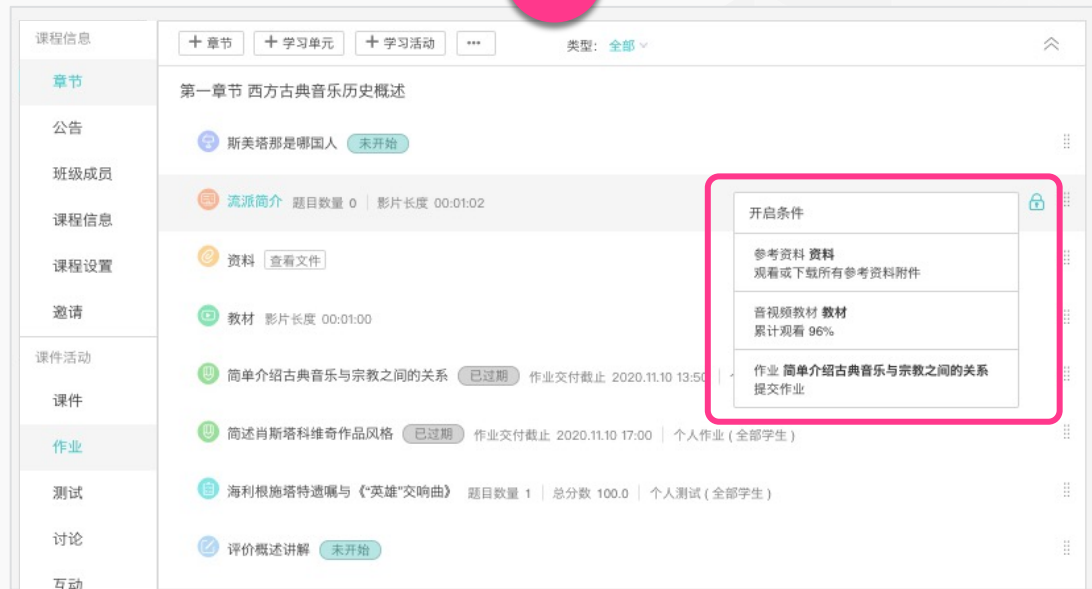 课程信息
章节
公告
班级成员
课程信息
课程设置
邀请
课件活动
课件
作业
测试
讨论
互动
+ 章节 + 学习单元 + 学习活动 ··· 类型: 全部
第一章节 西方古典音乐历史概述
斯美塔那是哪国人 未开始
流派简介 题目数量 0 影片长度 00:01:02
资料 查看文件
教材 影片长度 00:01:00
简单介绍古典音乐与宗教之间的关系 已过期 作业交付截止 2020.11.10 13:50
简述肖斯塔科维奇作品风格 已过期 作业交付截止 2020.11.10 17:00 个人作业 ( 全部学生 )
海利根施塔特遗嘱与《“英雄”交响曲》 题目数量 1 总分数 100.0 个人测试 ( 全部学生 )
评价概述讲解 未开始
开启条件
参考资料 资料
观看或下载所有参考资料附件
音视频教材 教材
累计观看 96%
作业 简单介绍古典音乐与宗教之间的关系
提交作业